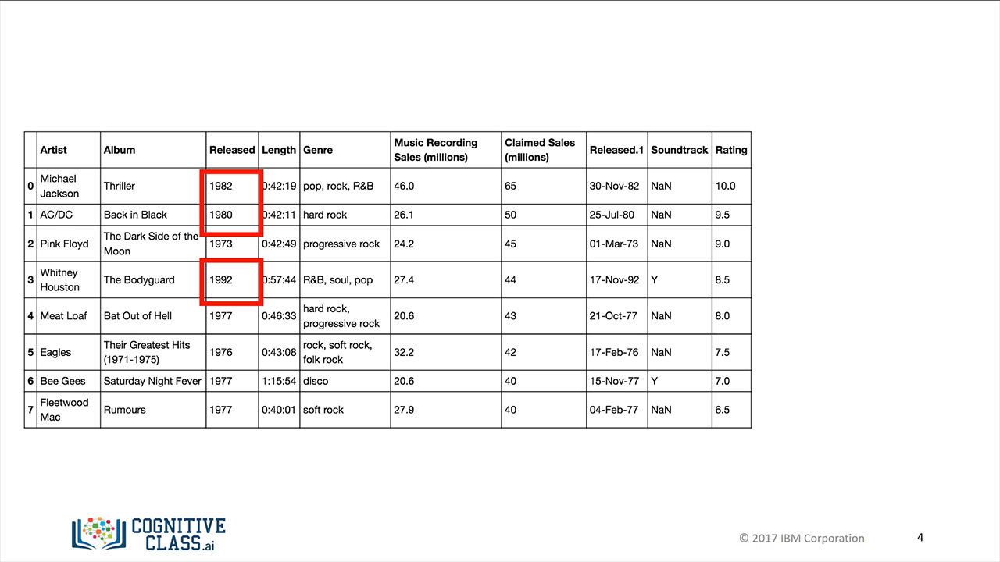 Artist Album Released Length Genre Music Recording Sales (millions) Claimed Sales (millions) Released.1 Soundtrack Rating
0 Michael Jackson Thriller 1982 0:42:19 pop, rock, R&B 46.0 65 30-Nov-82 NaN 10.0
1 AC/DC Back in Black 1980 0:42:11 hard rock 26.1 50 25-Jul-80 NaN 9.5
2 Pink Floyd The Dark Side of the Moon 1973 0:42:49 progressive rock 24.2 45 01-Mar-73 NaN 9.0
3 Whitney Houston The Bodyguard 1992 0:57:44 R&B, soul, pop 27.4 44 17-Nov-92 Y 8.5
4 Meat Loaf Bat Out of Hell 1977 0:46:33 hard rock, progressive rock 20.6 43 21-Oct-77 NaN 8.0
5 Eagles Their Greatest Hits (1971-1975) 1976 0:43:08 rock, soft rock, folk rock 32.2 42 17-Feb-76 NaN 7.5
6 Bee Gees Saturday Night Fever 1977 1:15:54 disco 20.6 40 15-Nov-77 Y 7.0
7 Fleetwood Mac Rumours 1977 0:40:01 soft rock 27.9 40 04-Feb-77 NaN 6.5
COGNITIVE
CLASS.ai
© 2017 IBM Corporation 4